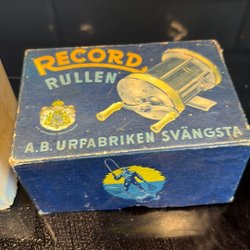 RECORD
RULLEN
A.B. URFABRIKEN SVÄNGSTA